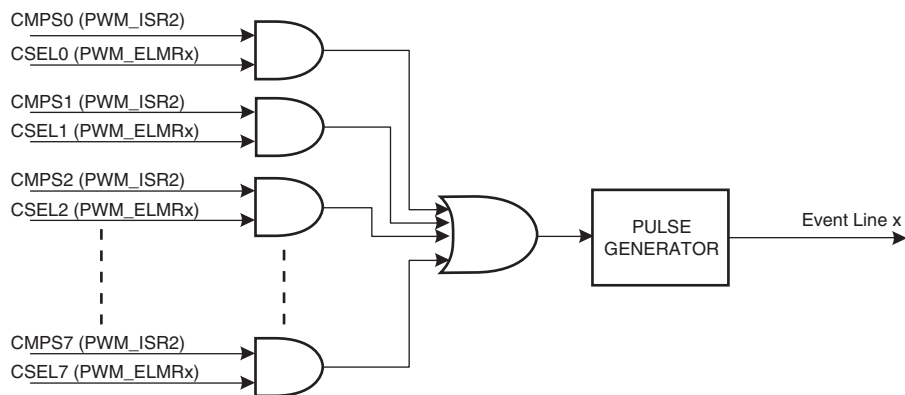 CMPS0 (PWM_ISR2)
CSEL0 (PWM_ELMRx)
CMPS1 (PWM_ISR2)
CSEL1 (PWM_ELMRx)
CMPS2 (PWM_ISR2)
CSEL2 (PWM_ELMRx)
CMPS7 (PWM_ISR2)
CSEL7 (PWM_ELMRx)
PULSE
GENERATOR
Event Line x